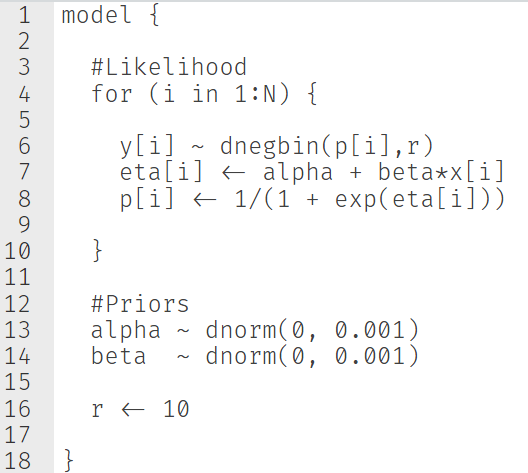 1 model {
2
3 #Likelihood
4 for (i in 1:N) {
5
6 y[i] ~ dnegbin(p[i],r)
7 eta[i] ← alpha + beta*x[i]
8 p[i] ← 1/(1 + exp(eta[i]))
9
10 }
11
12 #Priors
13 alpha ~ dnorm(0, 0.001)
14 beta ~ dnorm(0, 0.001)
15
16 r ← 10
17
18 }